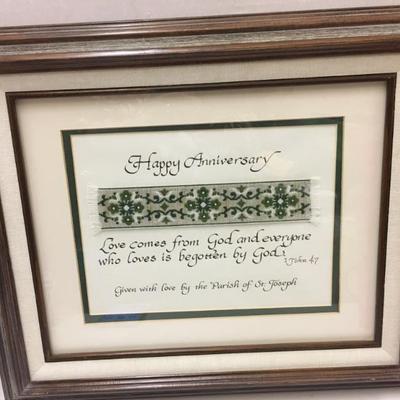 Happy Anniversary
Love comes from God and everyone
who loves is begotten by God.
1 John 4,7
Given with love by the Parish of St. Joseph